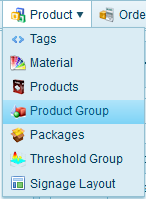 Product Orde
Tags
Material
Products
Product Group
Packages
Threshold Group
Signage Layout